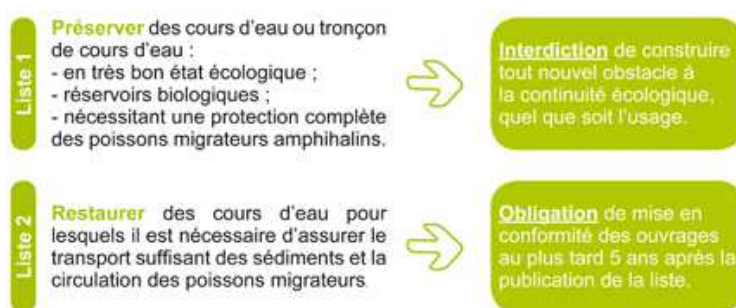 Liste 1
Préserver des cours d'eau ou tronçon
de cours d'eau :
- en très bon état écologique ;
- réservoirs biologiques ;
- nécessitant une protection complète
des poissons migrateurs amphihalins.
Interdiction de construire
tout nouvel obstacle à
la continuité écologique,
quel que soit l'usage.
Liste 2
Restaurer des cours d'eau pour
lesquels il est nécessaire d'assurer le
transport suffisant des sédiments et la
circulation des poissons migrateurs
Obligation de mise en
conformité des ouvrages
au plus tard 5 ans après la
publication de la liste.